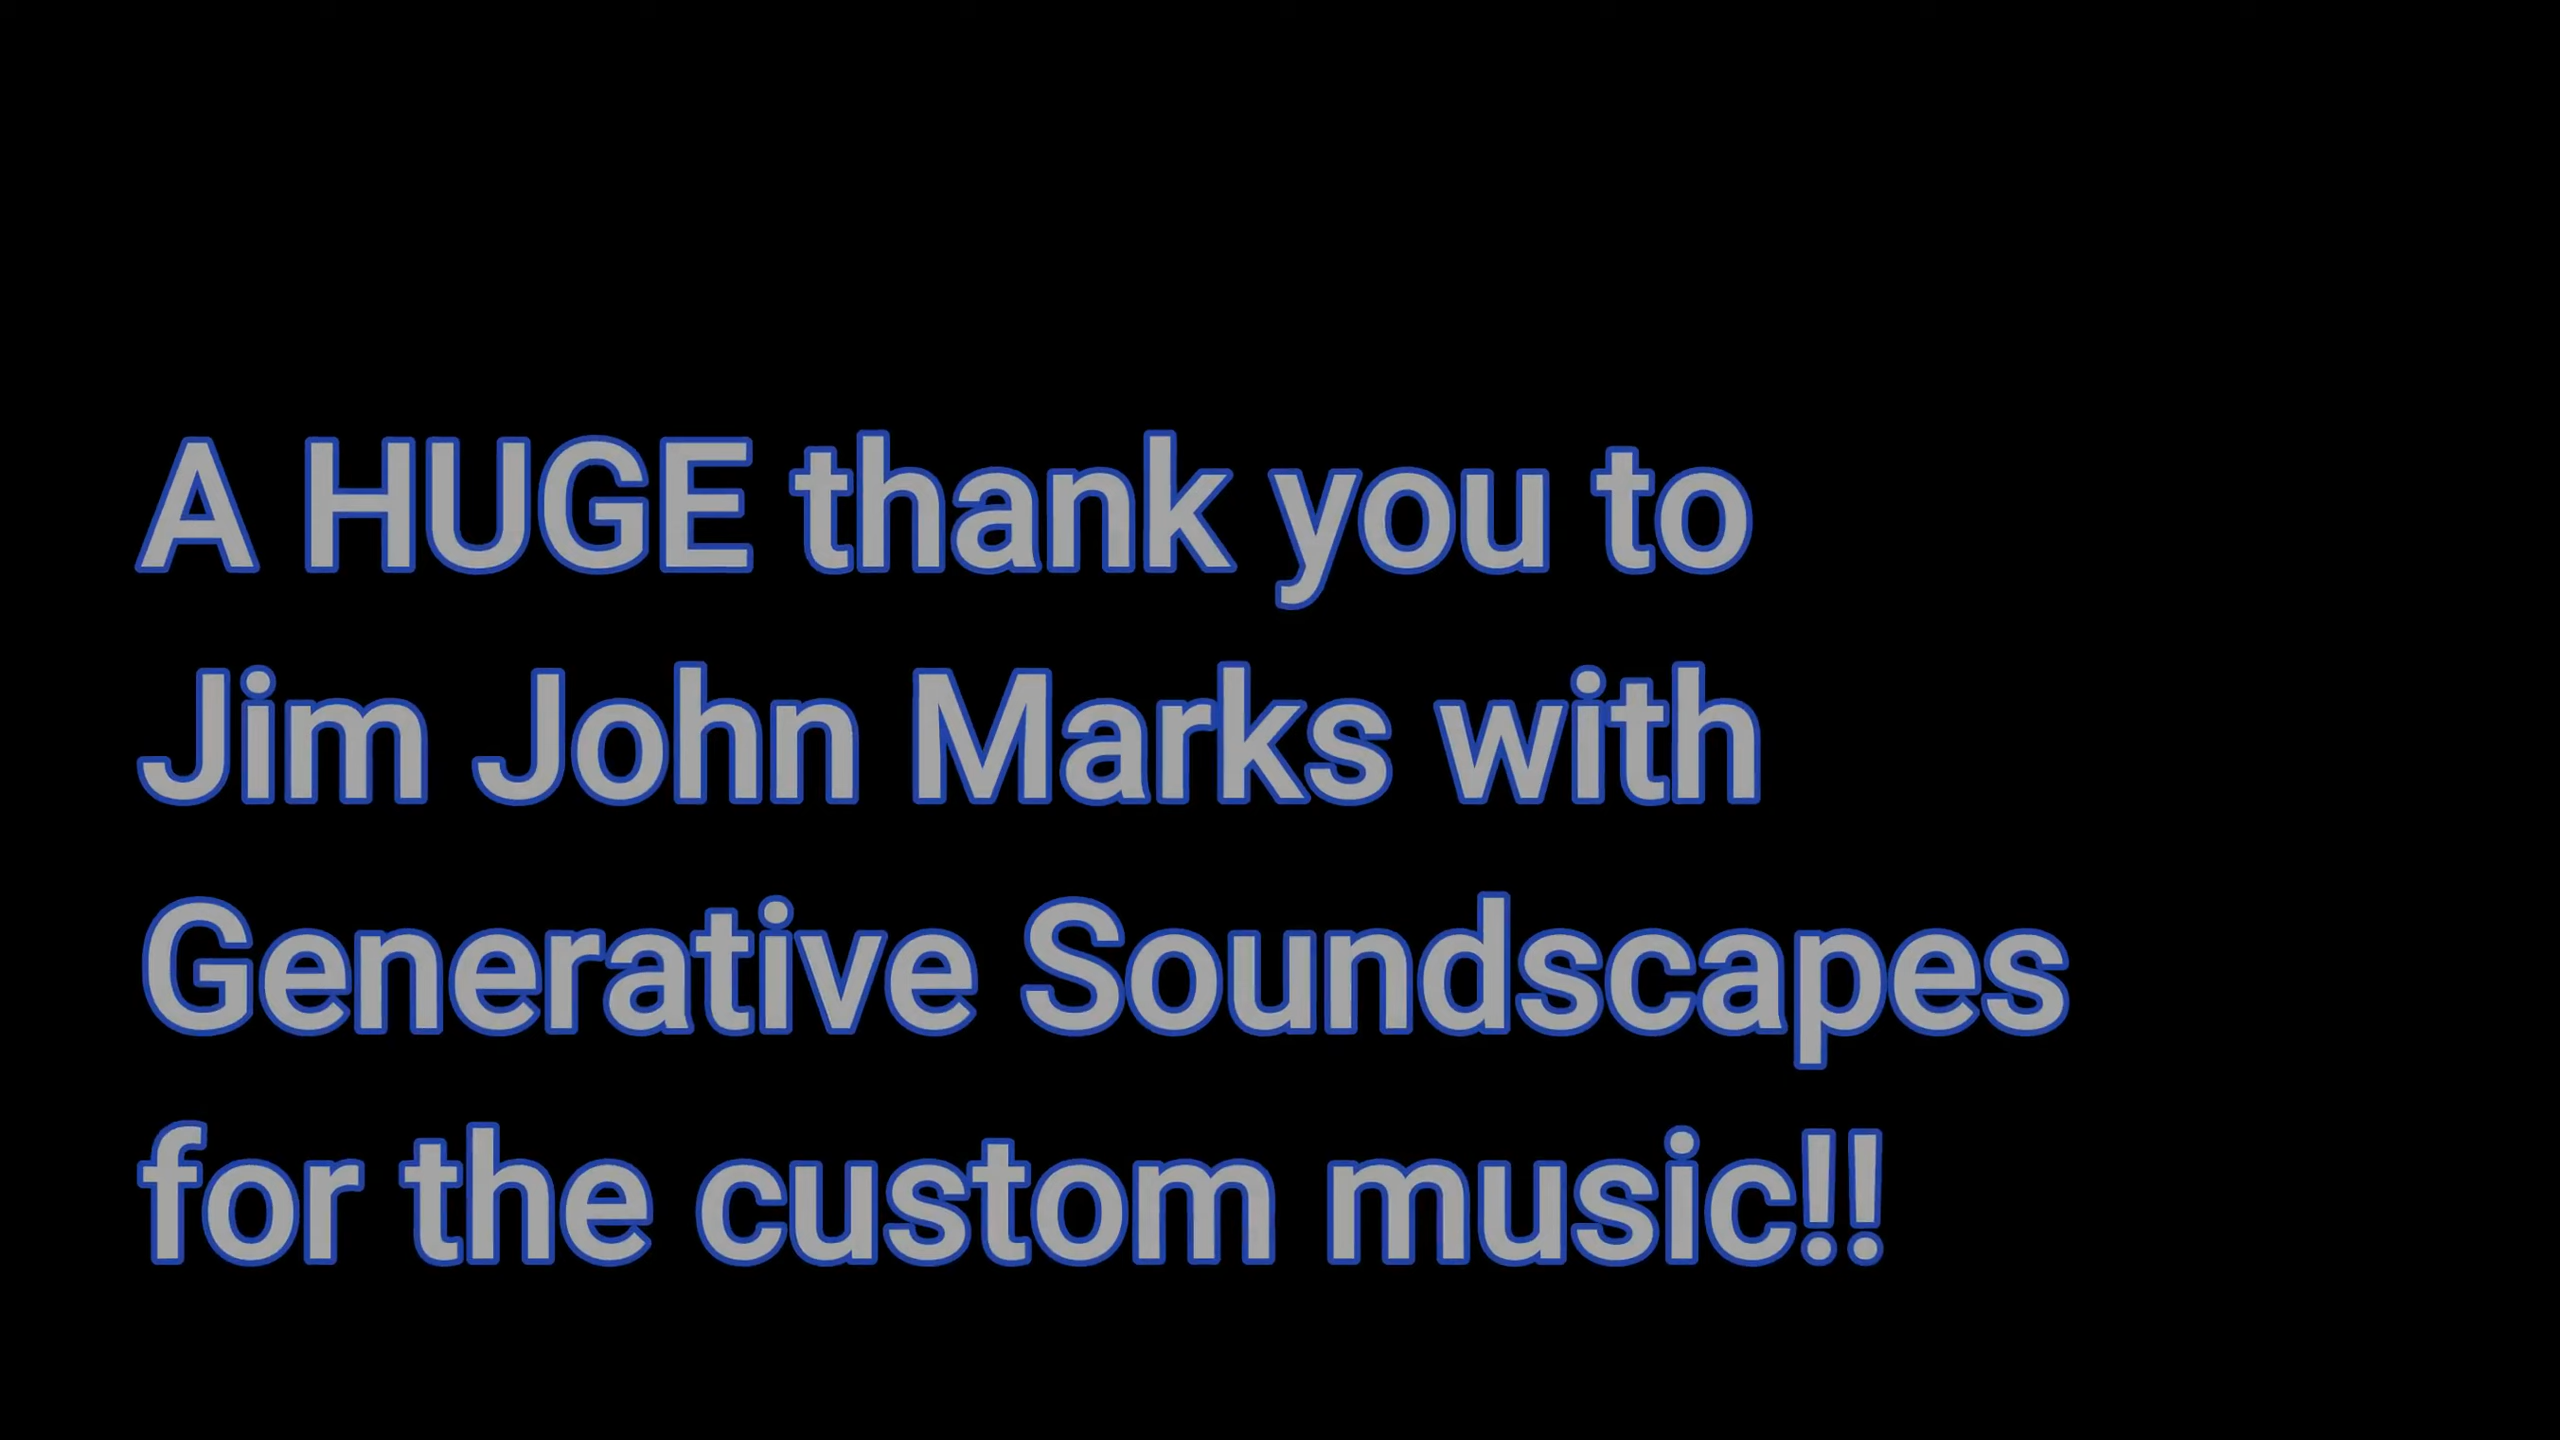 A HUGE thank you to
Jim John Marks with
Generative Soundscapes
for the custom music!!